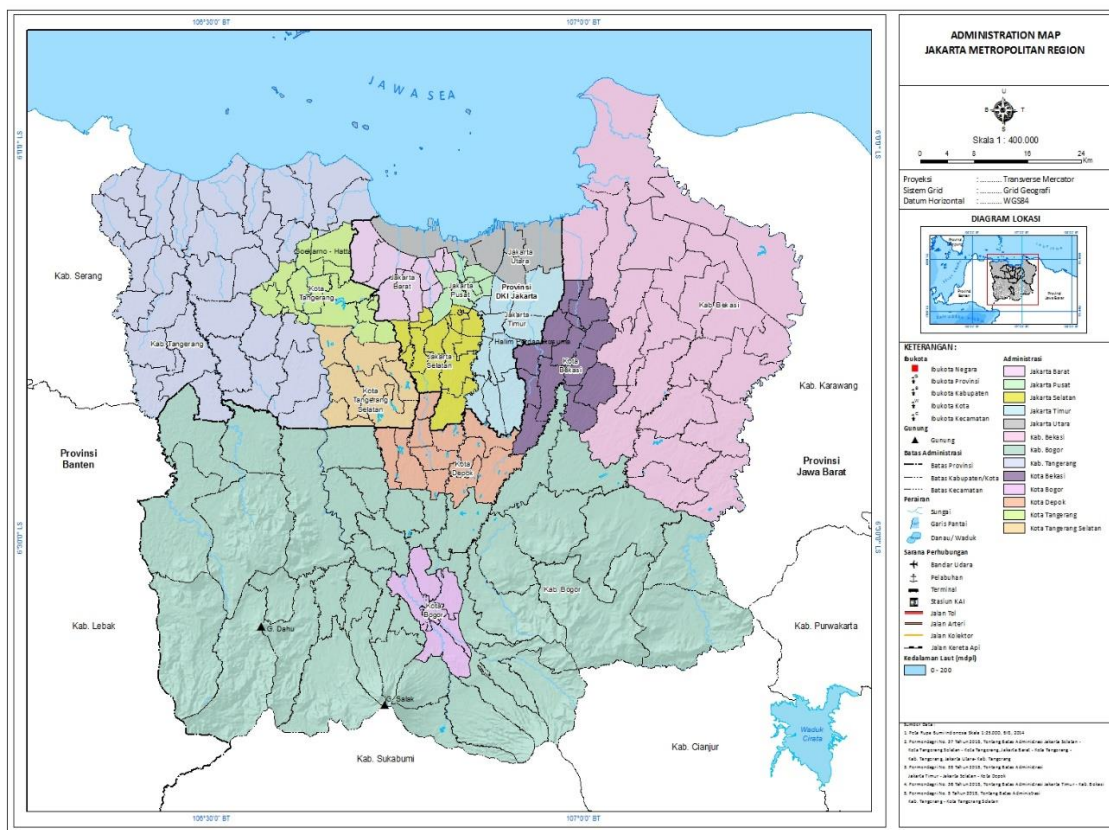 106°30'0" BT
107°0'0" BT
JAWA SEA
6°0'0" LS
6°0'0" LS
Soekarno - Hatta
Jakarta
Utara
Kab. Serang
Jakarta
Barat
Kota
Tangerang
Jakarta
Pusat
Provinsi
DKI Jakarta
Kab. Bekasi
Jakarta
Timur
Kab. Tangerang
Halim Perdanakusuma
Jakarta
Selatan
Kota
Bekasi
Kab. Karawang
Kota
Tangerang
Selatan
Provinsi
Banten
Kota
Depok
Provinsi
Jawa Barat
6°30'0" LS
6°30'0" LS
Kab. Bogor
Kota
Bogor
Kab. Lebak
G. Dahu
Kab. Purwakarta
G. Salak
Waduk
Cirata
Kab. Cianjur
Kab. Sukabumi
106°30'0" BT
107°0'0" BT
ADMINISTRATION MAP
JAKARTA METROPOLITAN REGION
U
B T
S
Skala 1 : 400.000
0 4 8 16 24
Km
Proyeksi : .......... Transverse Mercator
Sistem Grid : .......... Grid Geografi
Datum Horizontal : .......... WGS84
DIAGRAM LOKASI
KETERANGAN :
Ibukota
Ibukota Negara
Ibukota Provinsi
Ibukota Kabupaten
Ibukota Kota
Ibukota Kecamatan
Gunung
Gunung
Batas Administrasi
Batas Provinsi
Batas Kabupaten/Kota
Batas Kecamatan
Perairan
Sungai
Garis Pantai
Danau/ Waduk
Sarana Perhubungan
Bandar Udara
Pelabuhan
Terminal
Stasiun KAI
Jalan Tol
Jalan Arteri
Jalan Kolektor
Jalan Kereta Api
Kedalaman Laut (mdpl)
0 - 200
Administrasi
Jakarta Barat
Jakarta Pusat
Jakarta Selatan
Jakarta Timur
Jakarta Utara
Kab. Bekasi
Kab. Bogor
Kab. Tangerang
Kota Bekasi
Kota Bogor
Kota Depok
Kota Tangerang
Kota Tangerang Selatan
Sumber Data :